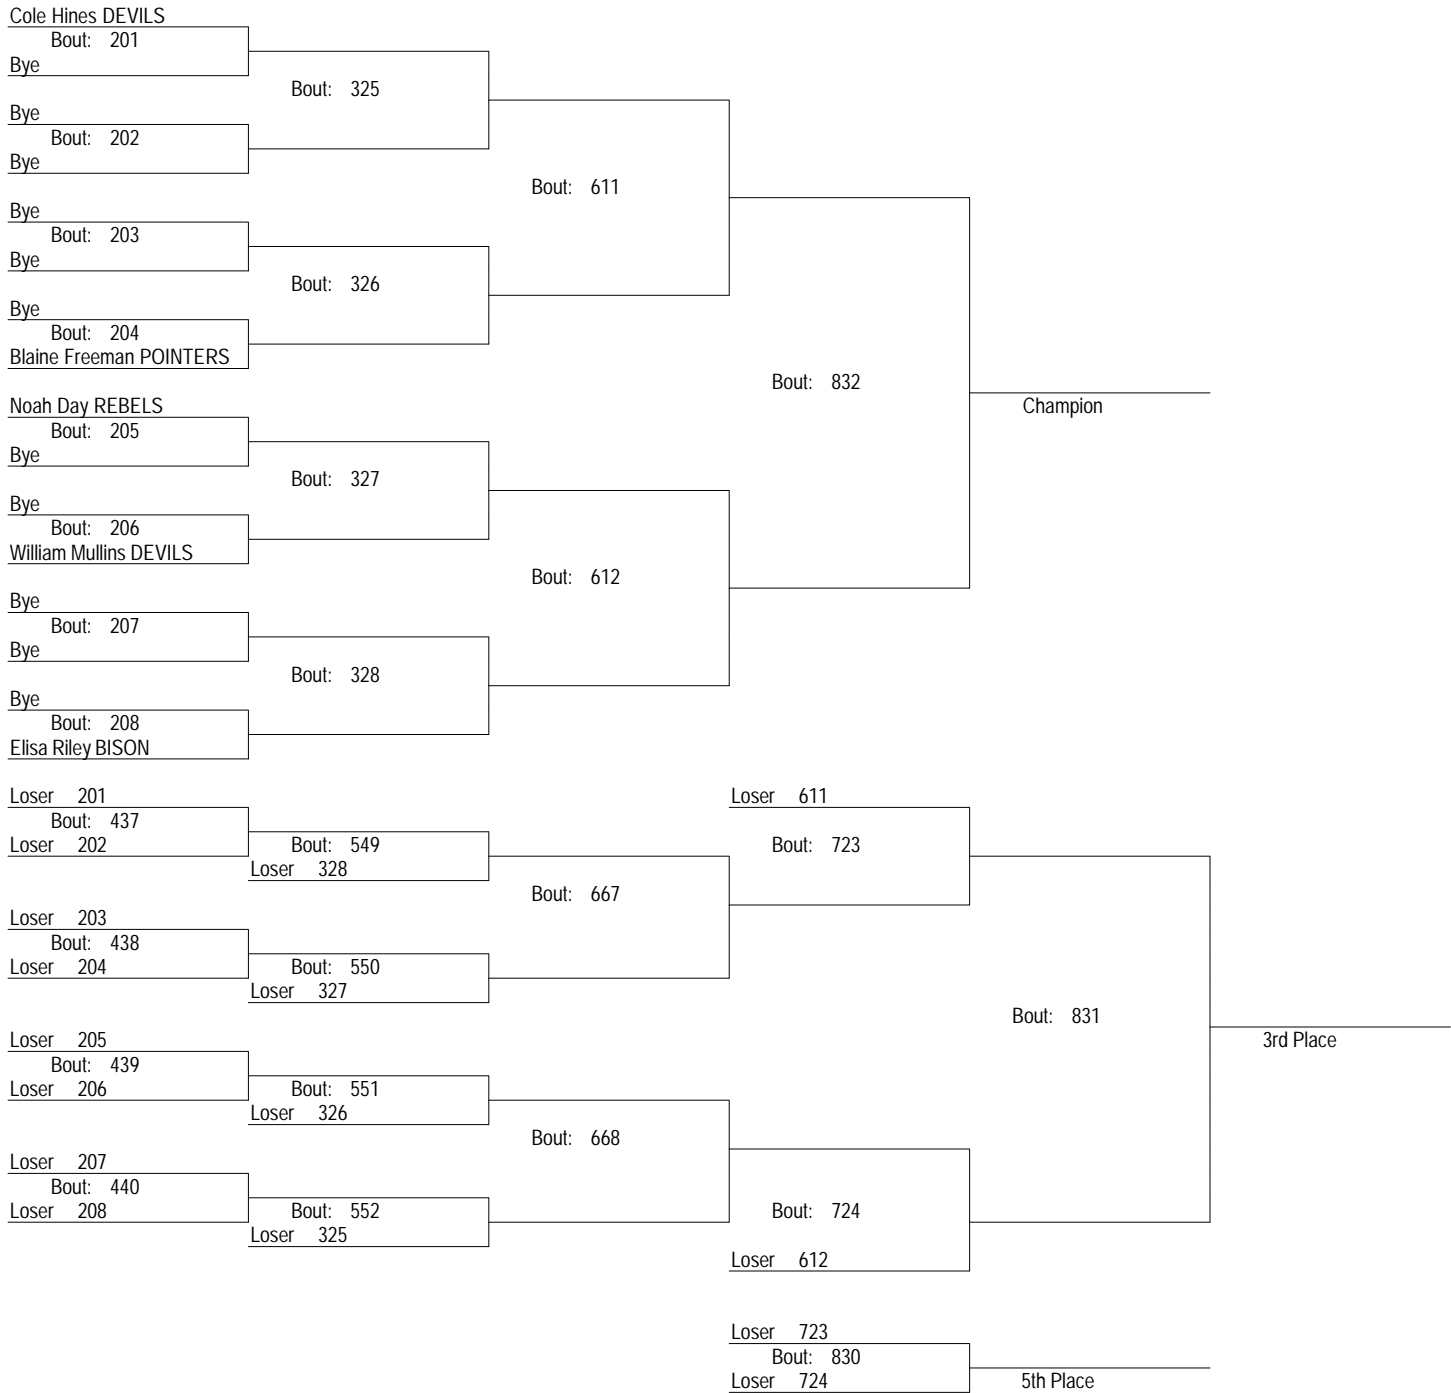 Cole Hines DEVILS
Bout: 201
Bye
Bout: 325
Bye
Bout: 202
Bye
Bout: 611
Bye
Bout: 203
Bye
Bout: 326
Bye
Bout: 204
Blaine Freeman POINTERS
Bout: 832
Champion
Noah Day REBELS
Bout: 205
Bye
Bout: 327
Bye
Bout: 206
William Mullins DEVILS
Bout: 612
Bye
Bout: 207
Bye
Bout: 328
Bye
Bout: 208
Elisa Riley BISON
Loser 201
Bout: 437
Loser 202
Bout: 549
Loser 328
Bout: 667
Loser 611
Bout: 723
Loser 203
Bout: 438
Loser 204
Bout: 550
Loser 327
Bout: 831
3rd Place
Loser 205
Bout: 439
Loser 206
Bout: 551
Loser 326
Bout: 668
Loser 207
Bout: 440
Loser 208
Bout: 552
Loser 325
Bout: 724
Loser 612
Loser 723
Bout: 830
Loser 724
5th Place